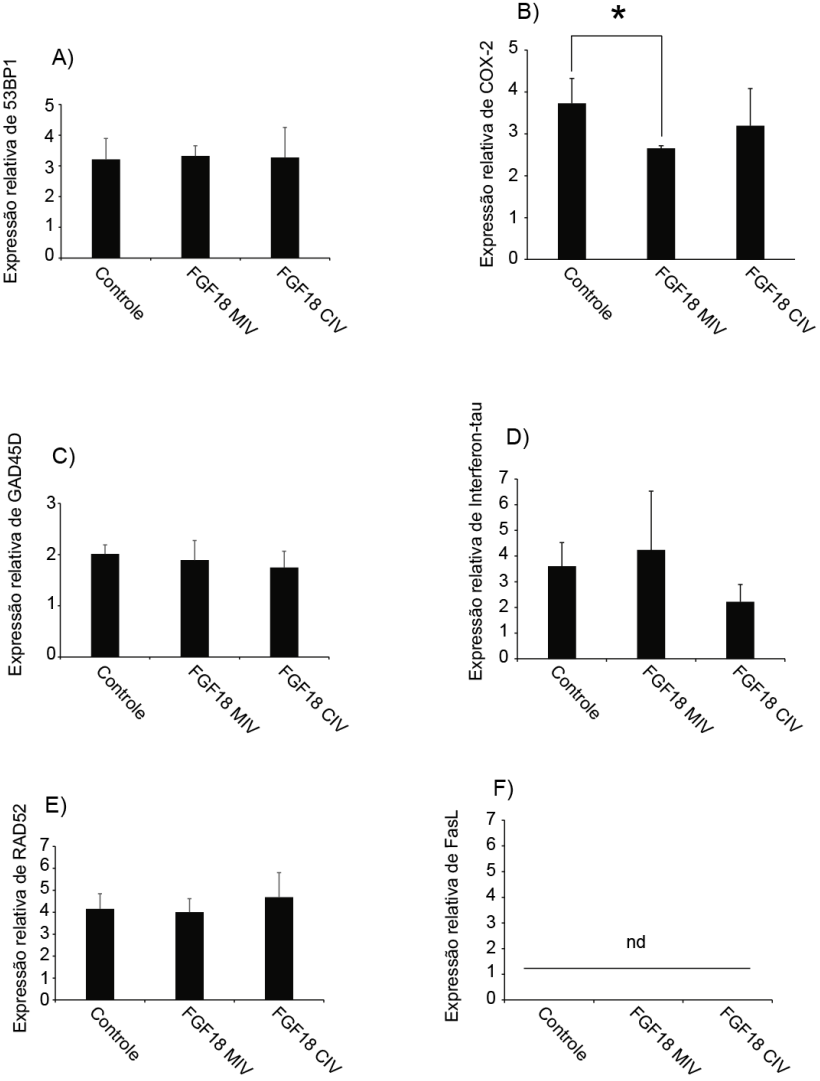 A)
Expressão relativa de 53BP1
5
4
3
2
1
0
Controle
FGF18 MIV
FGF18 CIV
B)
*
Expressão relativa de COX-2
5
4
3
2
1
0
Controle
FGF18 MIV
FGF18 CIV
C)
Expressão relativa de GAD45D
3
2
1
0
Controle
FGF18 MIV
FGF18 CIV
D)
Expressão relativa de Interferon-tau
7
6
5
4
3
2
1
0
Controle
FGF18 MIV
FGF18 CIV
E)
Expressão relativa de RAD52
7
6
5
4
3
2
1
0
Controle
FGF18 MIV
FGF18 CIV
F)
Expressão relativa de FasL
7
6
5
4
3
2
1
0
nd
Controle
FGF18 MIV
FGF18 CIV